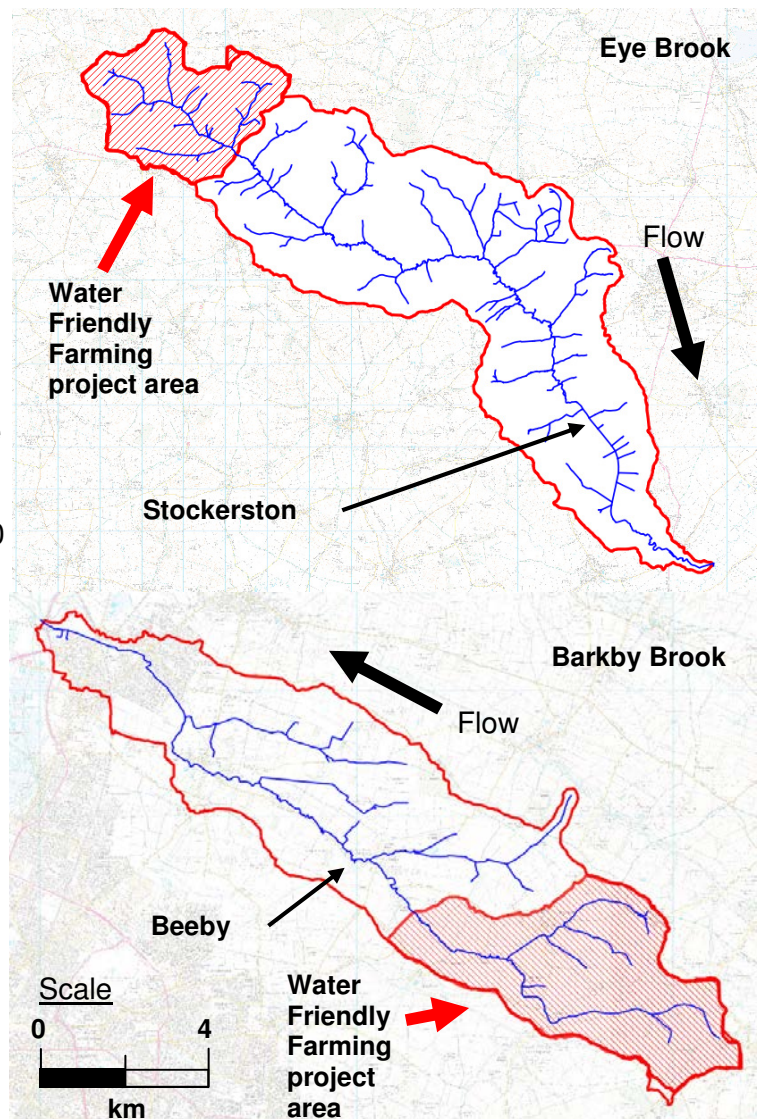 Eye Brook
Flow
Water
Friendly
Farming
project area
Stockerston
Barkby Brook
Flow
Beeby
Water
Friendly
Farming
project
area
Scale
0
4
km